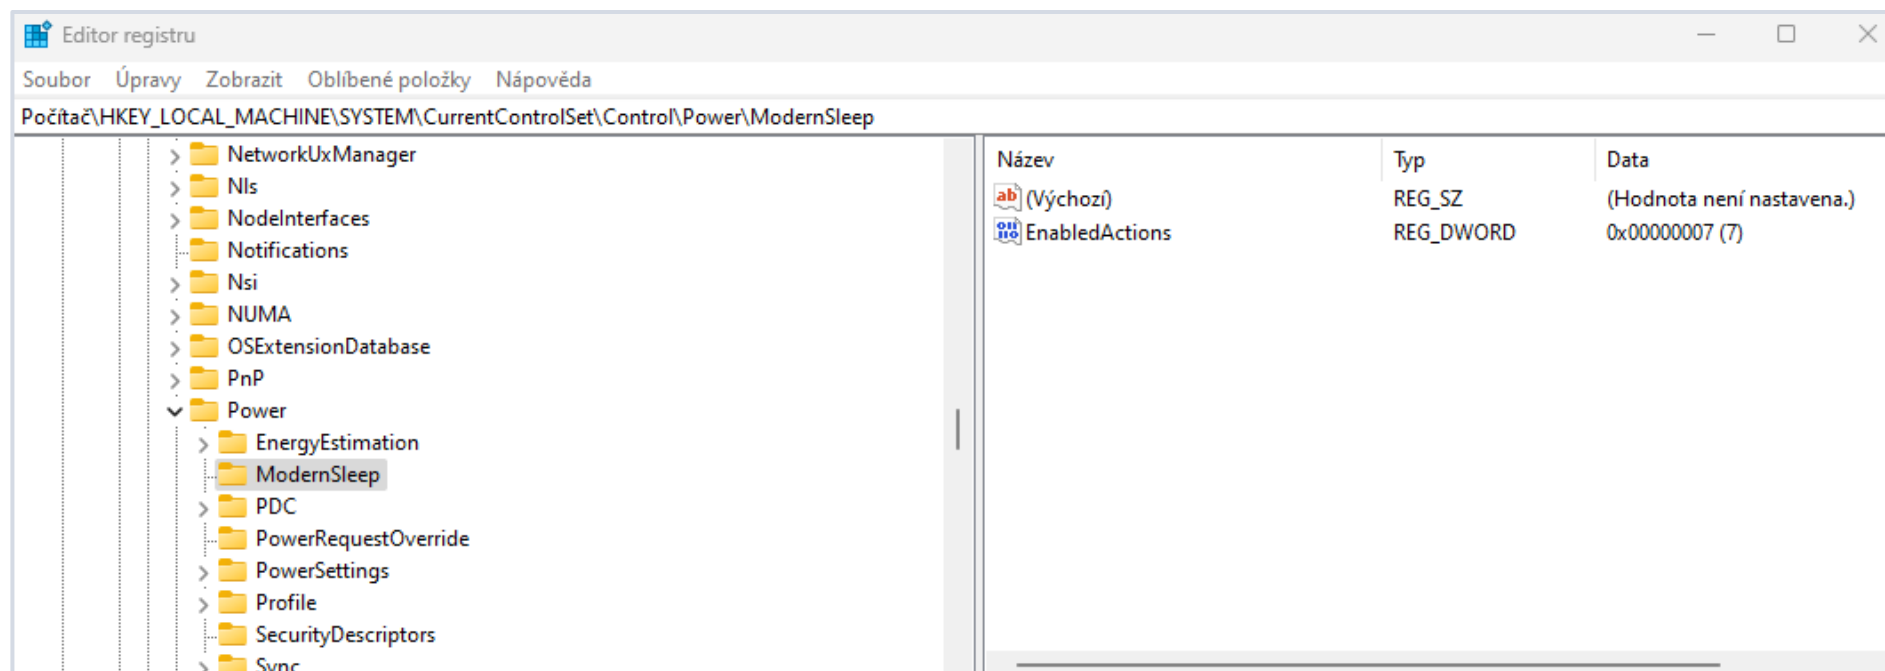 Editor registru
Soubor Úpravy Zobrazit Oblíbené položky Nápověda
Počítač\HKEY_LOCAL_MACHINE\SYSTEM\CurrentControlSet\Control\Power\ModernSleep
NetworkUxManager
Nls
NodeInterfaces
Notifications
Nsi
NUMA
OSExtensionDatabase
PnP
Power
EnergyEstimation
ModernSleep
PDC
PowerRequestOverride
PowerSettings
Profile
SecurityDescriptors
Sync
Název Typ Data
(Výchozí) REG_SZ (Hodnota není nastavena.)
EnabledActions REG_DWORD 0x00000007 (7)